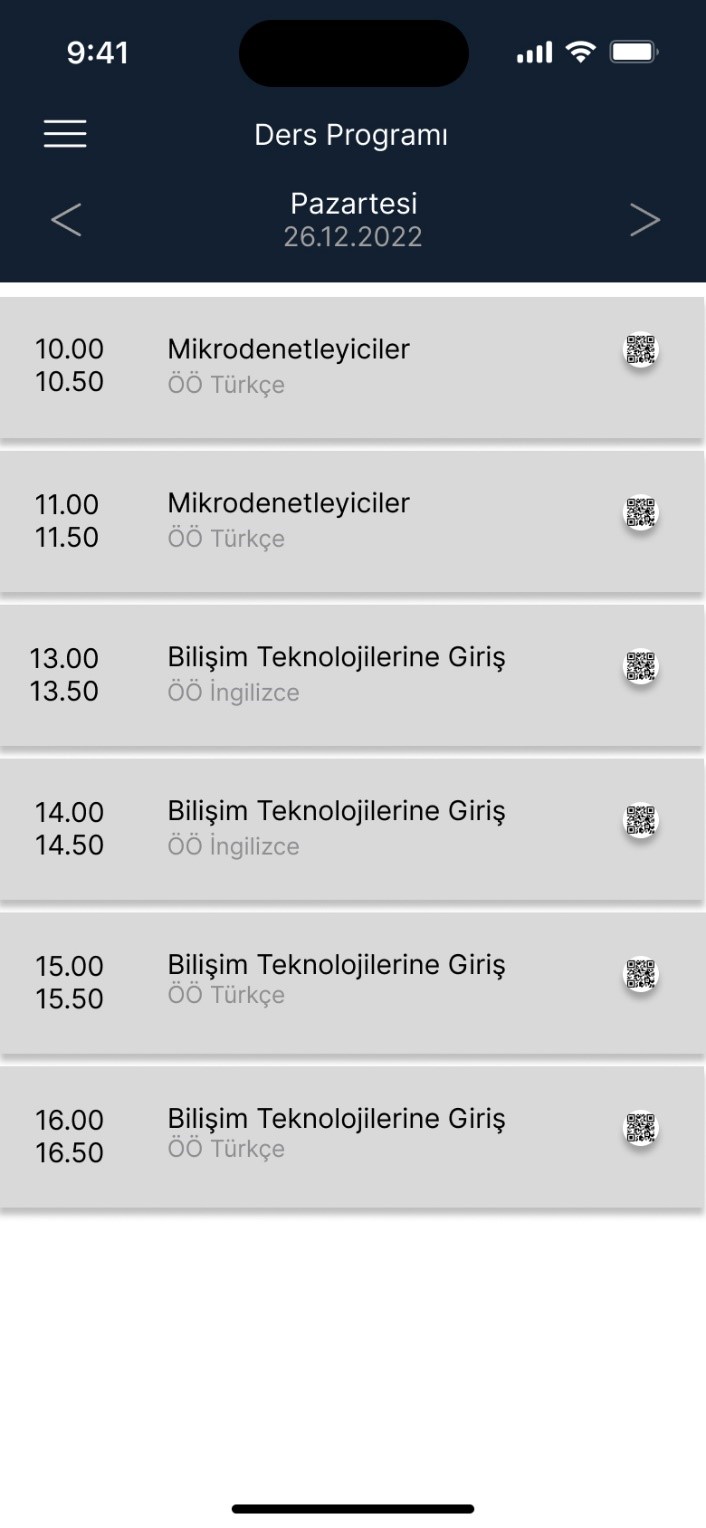 9:41
Ders Programı
<
Pazartesi
>
26.12.2022
10.00
Mikrodenetleyiciler
10.50
ÖÖ Türkçe
11.00
Mikrodenetleyiciler
11.50
ÖÖ Türkçe
13.00
Bilişim Teknolojilerine Giriş
13.50
ÖÖ İngilizce
14.00
Bilişim Teknolojilerine Giriş
14.50
ÖÖ İngilizce
15.00
Bilişim Teknolojilerine Giriş
15.50
ÖÖ Türkçe
16.00
Bilişim Teknolojilerine Giriş
16.50
ÖÖ Türkçe